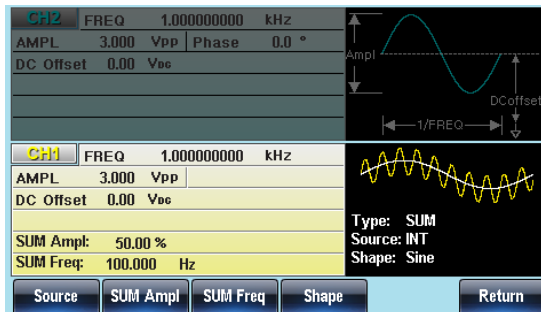 CH2 FREQ 1.000000000 kHz
AMPL 3.000 Vpp Phase 0.0 °
DC Offset 0.00 VDC
Ampl
DCoffset
1/FREQ
CH1 FREQ 1.000000000 kHz
AMPL 3.000 VPP
DC Offset 0.00 VDC
SUM Ampl: 50.00 %
SUM Freq: 100.000 Hz
Type: SUM
Source: INT
Shape: Sine
Source SUM Ampl SUM Freq Shape Return